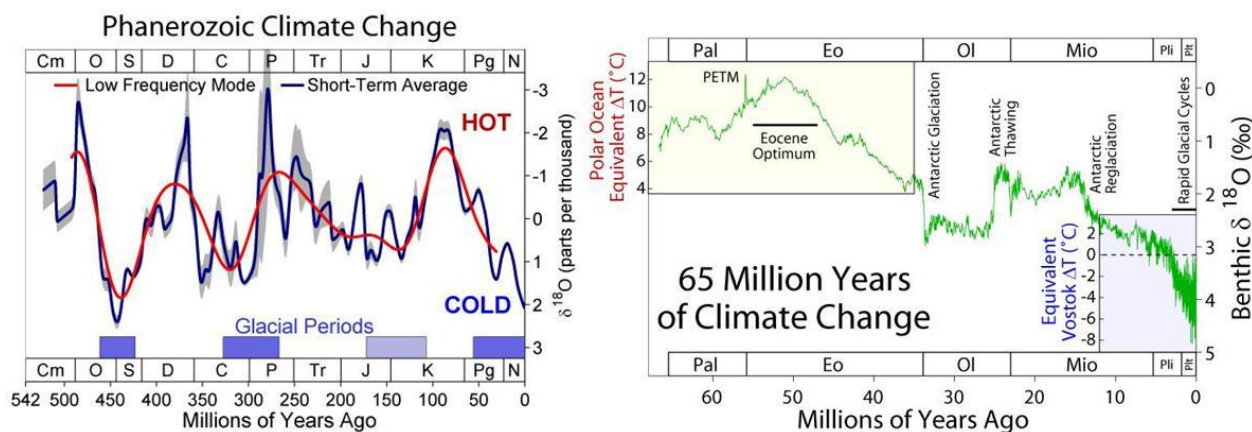 Phanerozoic Climate Change
Cm O S D C P Tr J K Pg N
Low Frequency Mode Short-Term Average
HOT
COLD
Glacial Periods
δ 18O (parts per thousand)
-3
-2
-1
0
1
2
3
Cm O S D C P Tr J K Pg N
542 500 450 400 350 300 250 200 150 100 50 0
Millions of Years Ago
Pal Eo Ol Mio Pli Plt
Polar Ocean
Equivalent ΔT (°C)
12
10
8
6
4
PETM
Eocene
Optimum
Antarctic Glaciation
Antarctic
Thawing
Antarctic
Reglaciation
Rapid Glacial Cycles
65 Million Years
of Climate Change
Equivalent
Vostok ΔT (°C)
2
0
-2
-4
-6
-8
0
1
2
3
4
5
Benthic δ 18O (‰)
Pal Eo Ol Mio Pli Plt
60 50 40 30 20 10 0
Millions of Years Ago